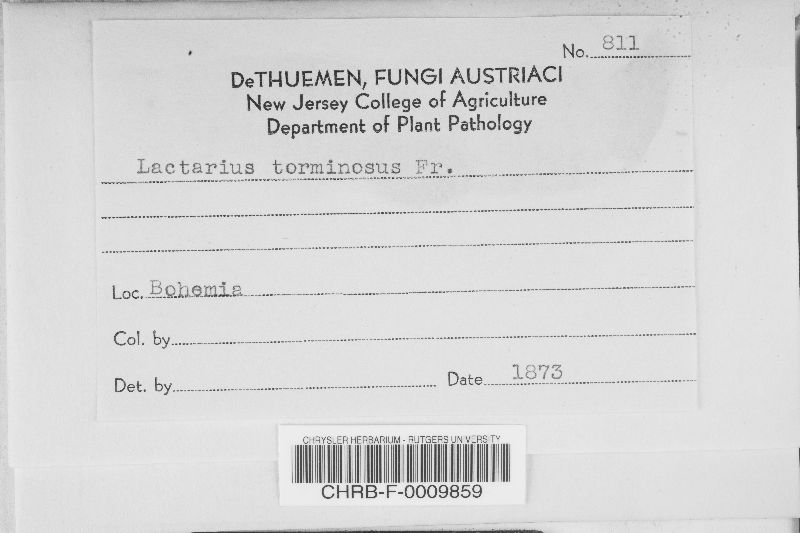 No. 811
DeTHUEMEN, FUNGI AUSTRIACI
New Jersey College of Agriculture
Department of Plant Pathology
Lactarius torminosus Fr.
Loc. Bohemia
Col. by
Det. by Date 1873
CHRYSLER HERBARIUM - RUTGERS UNIVERSITY
CHRB-F-0009859